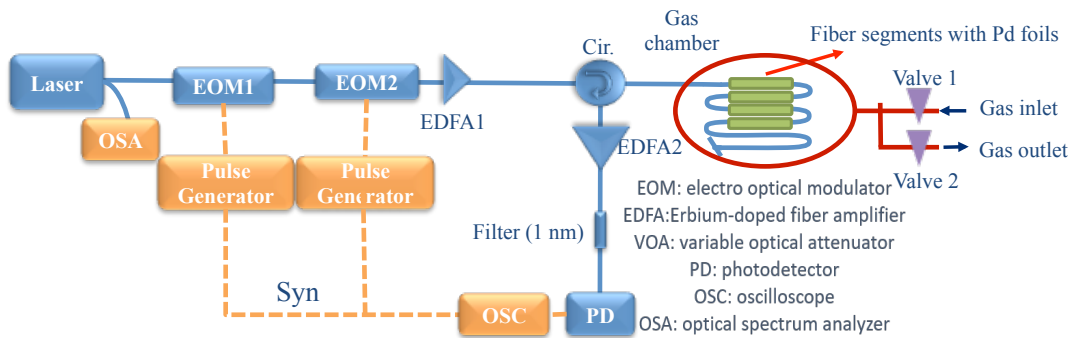 Laser
EOM1
EOM2
EDFA1
OSA
Pulse
Generator
Pulse
Generator
Syn
OSC
PD
Filter (1 nm)
Cir.
EDFA2
Gas
chamber
Fiber segments with Pd foils
Valve 1
Gas inlet
Gas outlet
Valve 2
EOM: electro optical modulator
EDFA:Erbium-doped fiber amplifier
VOA: variable optical attenuator
PD: photodetector
OSC: oscilloscope
OSA: optical spectrum analyzer